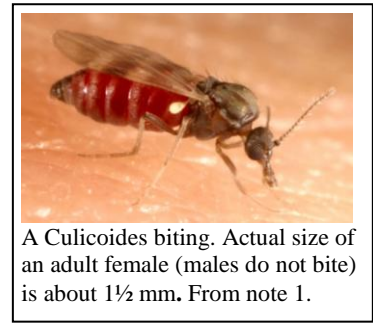 A Culicoides biting. Actual size of
an adult female (males do not bite)
is about 1½ mm. From note 1.